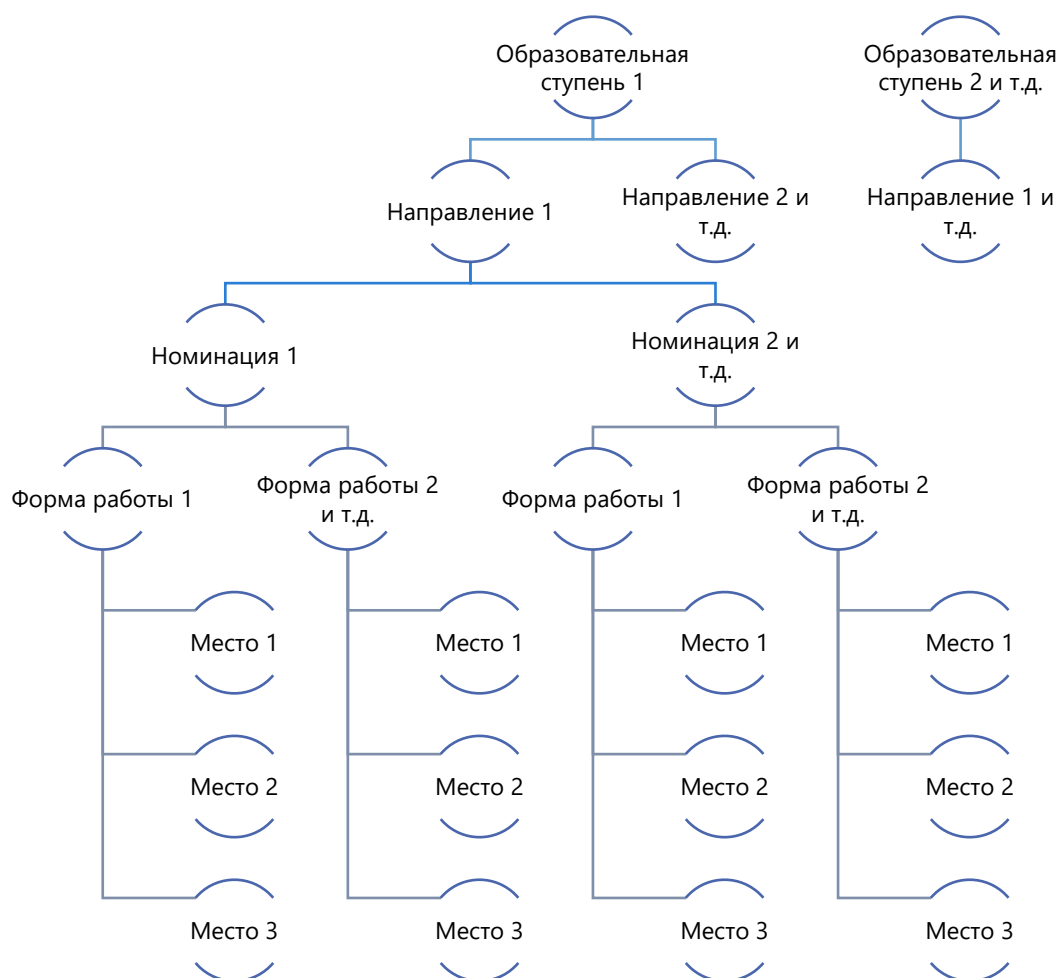 Образовательная
ступень 1
Образовательная
ступень 2 и т.д.
Направление 1
Направление 2 и
т.д.
Направление 1 и
т.д.
Номинация 1
Номинация 2 и
т.д.
Форма работы 1
Форма работы 2
и т.д.
Форма работы 1
Форма работы 2
и т.д.
Место 1
Место 1
Место 1
Место 1
Место 2
Место 2
Место 2
Место 2
Место 3
Место 3
Место 3
Место 3